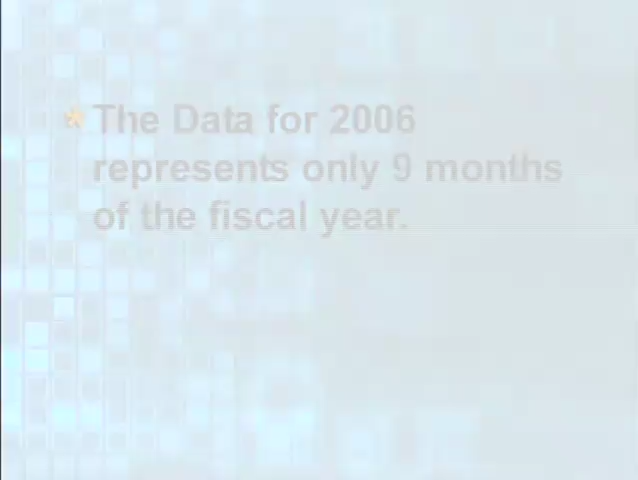 * The Data for 2006
represents only 9 months
of the fiscal year.